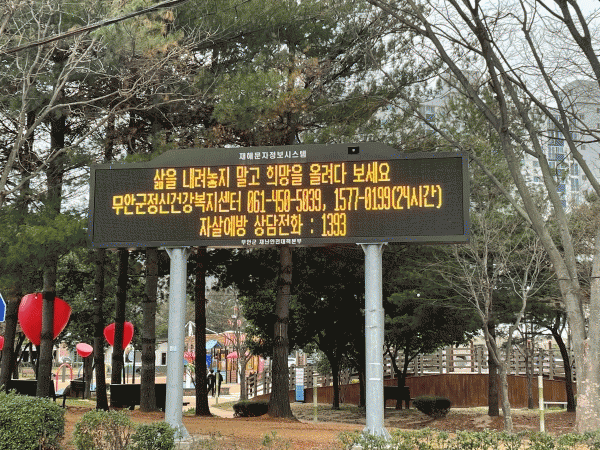 재해문자정보시스템
삶을 내려놓지 말고 희망을 올려다 보세요
무안군정신건강복지센터 061-450-5039, 1577-0199(24시간)
자살예방 상담전화 : 1393
무안군 재난안전대책본부